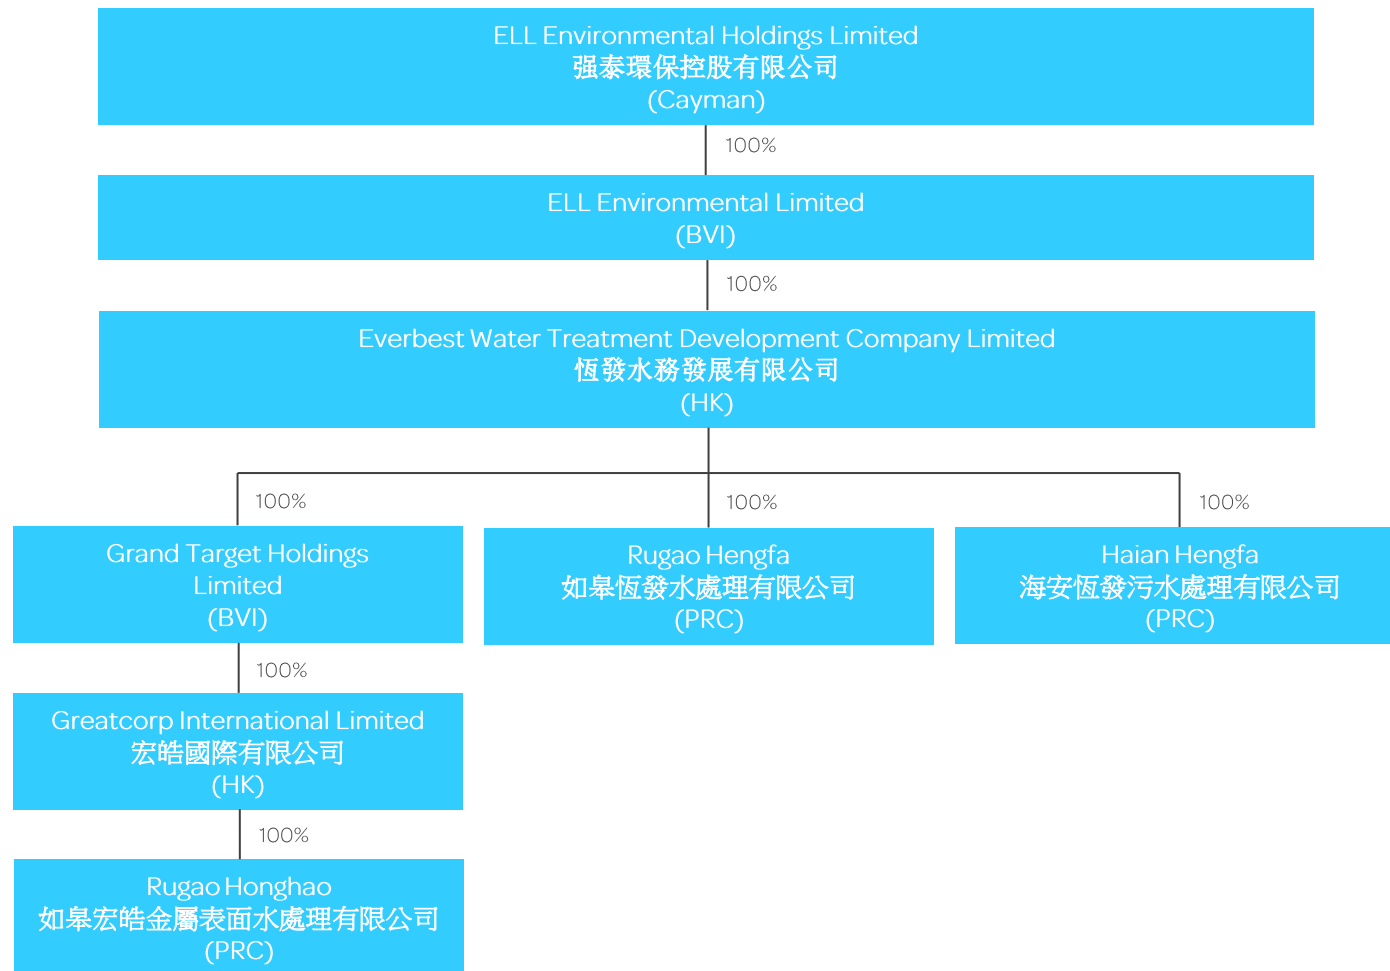 ELL Environmental Holdings Limited
强泰環保控股有限公司
(Cayman)
100%
ELL Environmental Limited
(BVI)
100%
Everbest Water Treatment Development Company Limited
恆發水務發展有限公司
(HK)
100%
100%
100%
Grand Target Holdings
Limited
(BVI)
Rugao Hengfa
如皋恆發水處理有限公司
(PRC)
Haian Hengfa
海安恆發污水處理有限公司
(PRC)
100%
Greatcorp International Limited
宏皓國際有限公司
(HK)
100%
Rugao Honghao
如皋宏皓金屬表面水處理有限公司
(PRC)